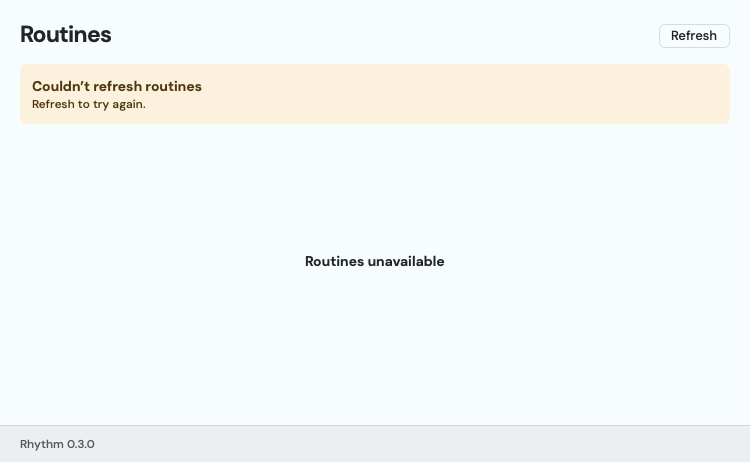 Routines
Refresh
Couldn’t refresh routines
Refresh to try again.
Routines unavailable
Rhythm 0.3.0